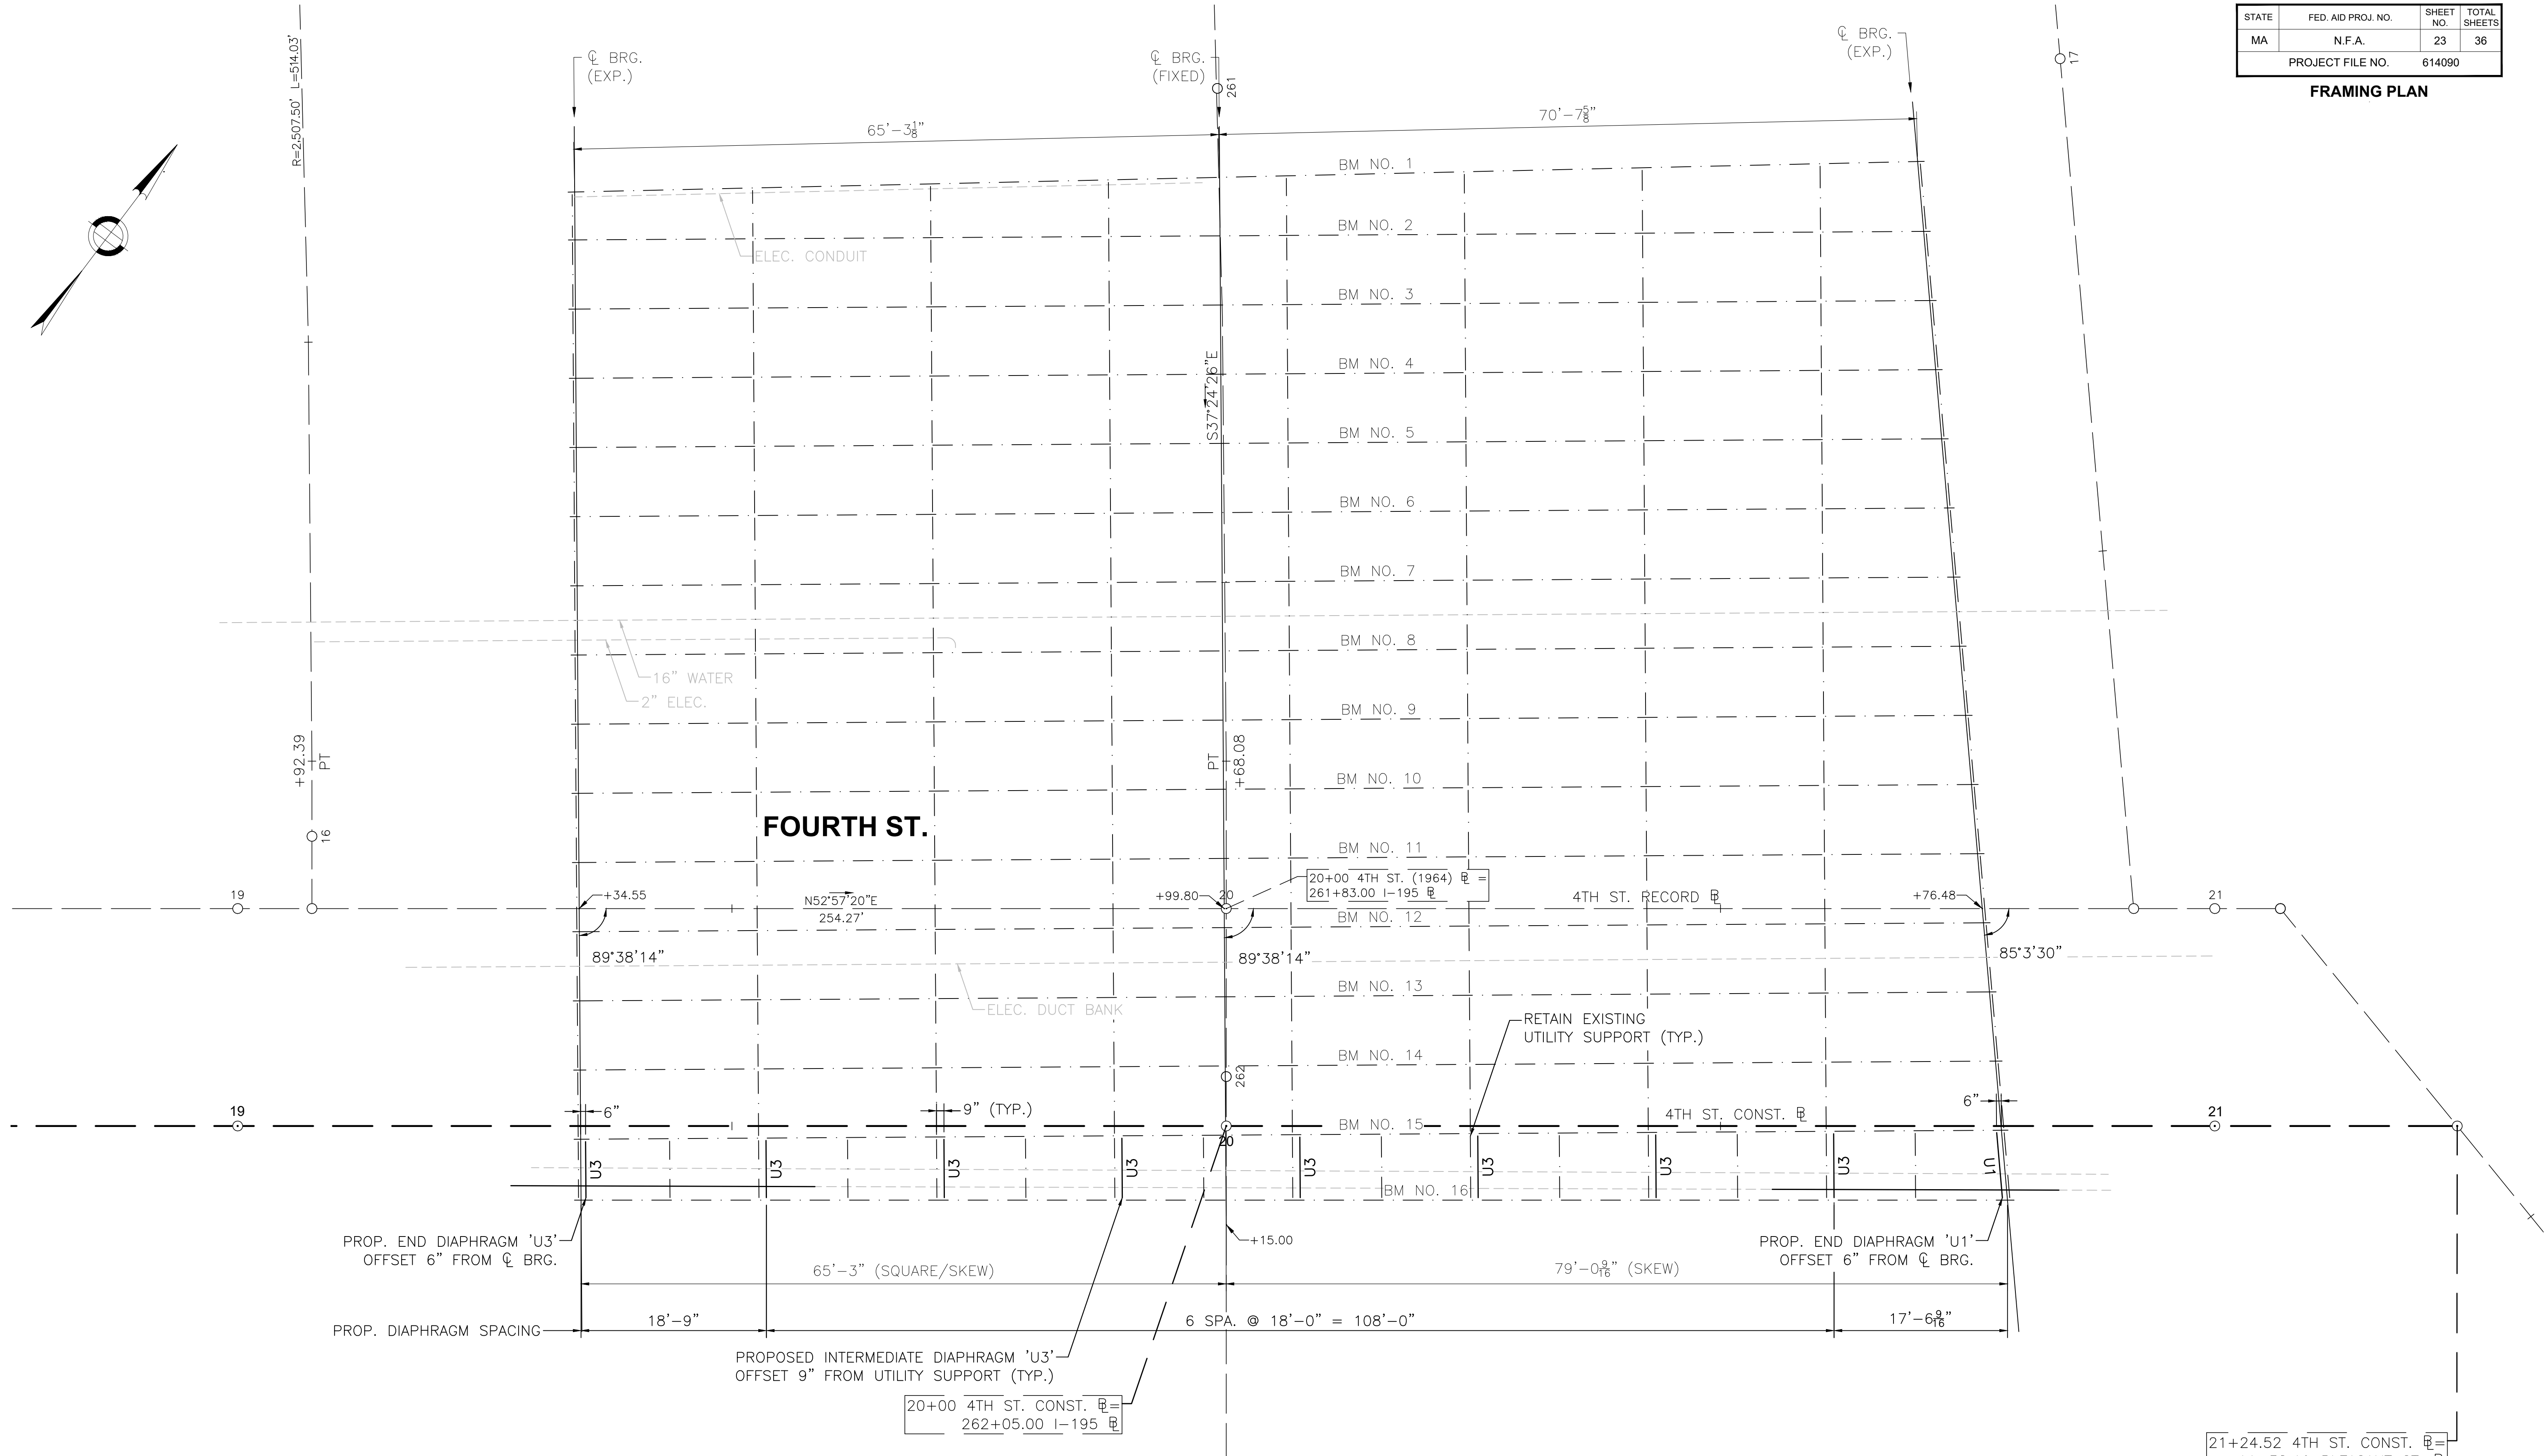 STATE
FED. AID PROJ. NO.
SHEET NO.
TOTAL SHEETS
MA
N.F.A.
23
36
PROJECT FILE NO. 614090
FRAMING PLAN
R=2,507.50' L=514.03'
℄ BRG.
(EXP.)
℄ BRG.
(FIXED)
261
℄ BRG.
(EXP.)
17
65'-3⅛"
70'-7⅝"
BM NO. 1
BM NO. 2
ELEC. CONDUIT
BM NO. 3
BM NO. 4
S37°24'26"E
BM NO. 5
BM NO. 6
BM NO. 7
BM NO. 8
16" WATER
2" ELEC.
BM NO. 9
+92.39
PT
PT
+68.08
BM NO. 10
16
FOURTH ST.
BM NO. 11
19
+34.55
N52°57'20"E
254.27'
+99.80
20
20+00 4TH ST. (1964) ℄ =
261+83.00 I-195 ℄
4TH ST. RECORD ℄
+76.48
21
BM NO. 12
89°38'14"
89°38'14"
85°3'30"
BM NO. 13
ELEC. DUCT BANK
RETAIN EXISTING
UTILITY SUPPORT (TYP.)
BM NO. 14
262
19
6"
9" (TYP.)
BM NO. 15
4TH ST. CONST. ℄
6"
21
20
U3
U3
U3
U3
U3
U3
U3
U3
U1
BM NO. 16
PROP. END DIAPHRAGM 'U3'
OFFSET 6" FROM ℄ BRG.
+15.00
PROP. END DIAPHRAGM 'U1'
OFFSET 6" FROM ℄ BRG.
65'-3" (SQUARE/SKEW)
79'-0 9/16" (SKEW)
PROP. DIAPHRAGM SPACING
18'-9"
6 SPA. @ 18'-0" = 108'-0"
17'-6 9/16"
PROPOSED INTERMEDIATE DIAPHRAGM 'U3'
OFFSET 9" FROM UTILITY SUPPORT (TYP.)
20+00 4TH ST. CONST. ℄=
262+05.00 I-195 ℄
21+24.52 4TH ST. CONST. ℄=